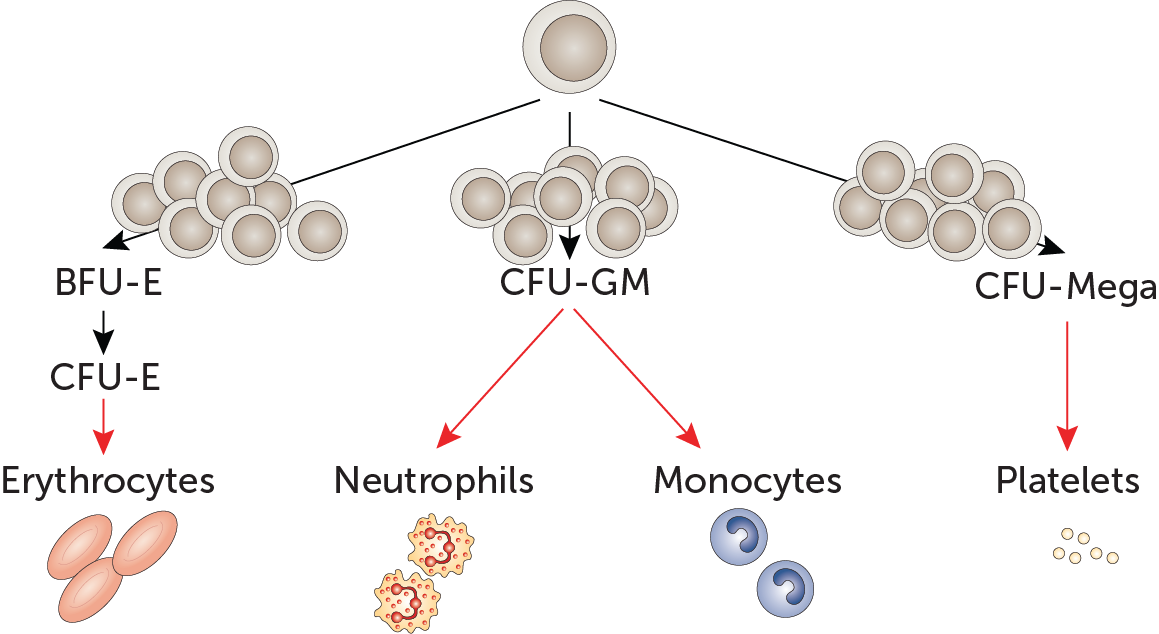 BFU-E
CFU-GM
CFU-Mega
CFU-E
Erythrocytes
Neutrophils
Monocytes
Platelets